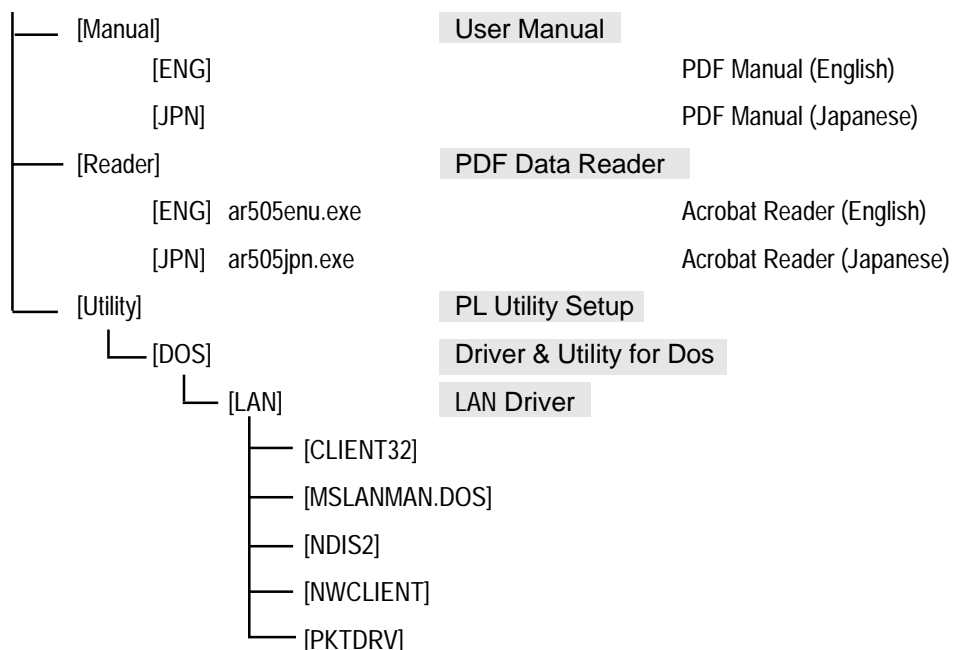 [Manual] User Manual
[ENG] PDF Manual (English)
[JPN] PDF Manual (Japanese)
[Reader] PDF Data Reader
[ENG] ar505enu.exe Acrobat Reader (English)
[JPN] ar505jpn.exe Acrobat Reader (Japanese)
[Utility] PL Utility Setup
[DOS] Driver & Utility for Dos
[LAN] LAN Driver
[CLIENT32]
[MSLANMAN.DOS]
[NDIS2]
[NWCLIENT]
[PKTDRV]